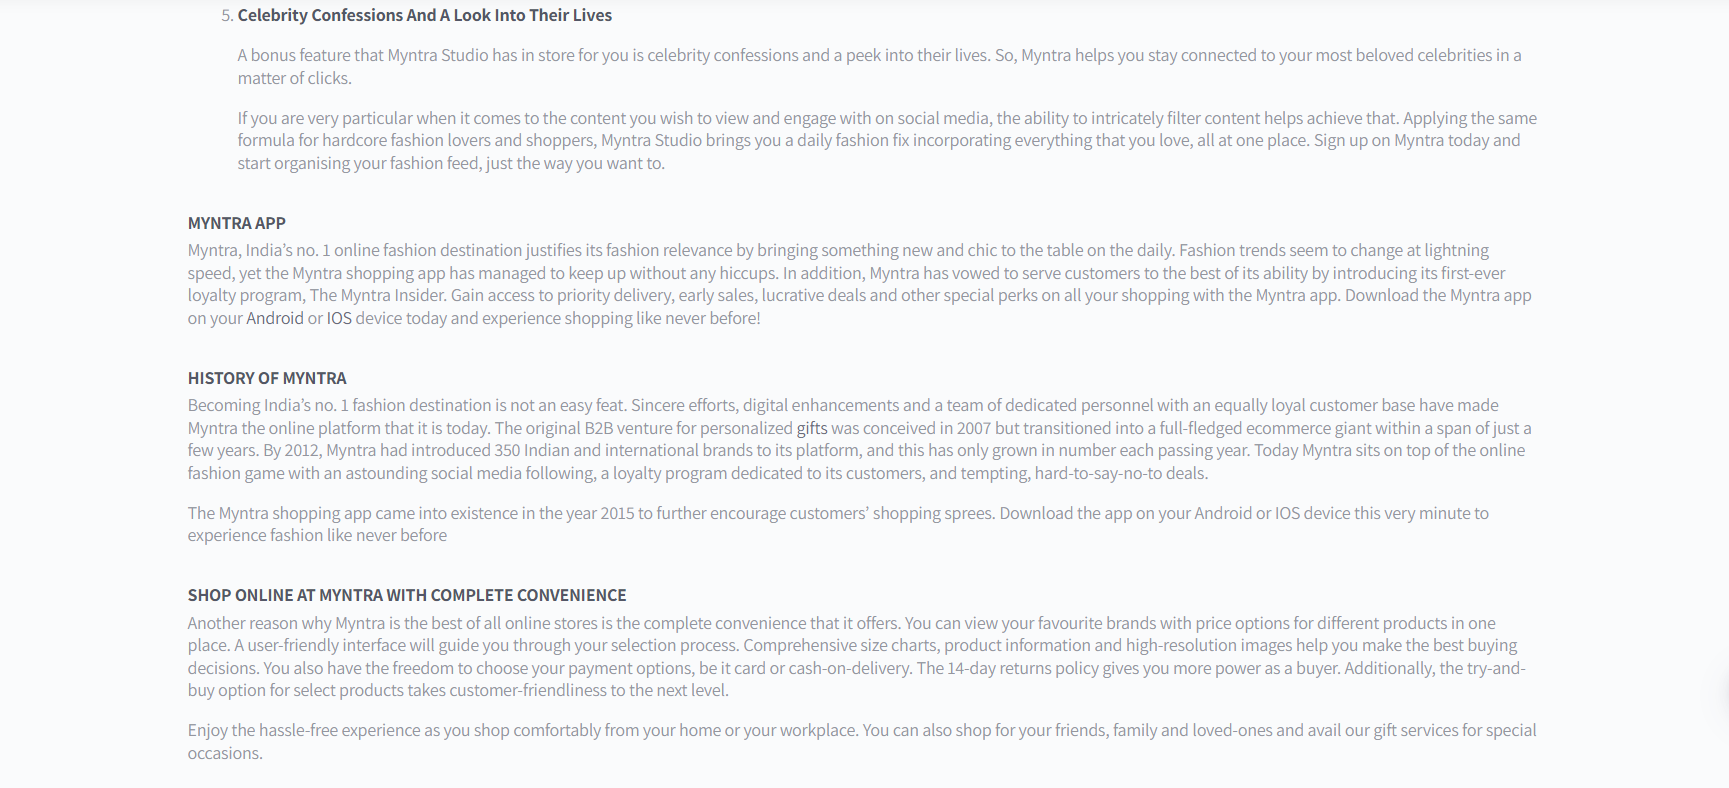 5. Celebrity Confessions And A Look Into Their Lives
A bonus feature that Myntra Studio has in store for you is celebrity confessions and a peek into their lives. So, Myntra helps you stay connected to your most beloved celebrities in a
matter of clicks.
If you are very particular when it comes to the content you wish to view and engage with on social media, the ability to intricately filter content helps achieve that. Applying the same
formula for hardcore fashion lovers and shoppers, Myntra Studio brings you a daily fashion fix incorporating everything that you love, all at one place. Sign up on Myntra today and
start organising your fashion feed, just the way you want to.
MYNTRA APP
Myntra, India’s no. 1 online fashion destination justifies its fashion relevance by bringing something new and chic to the table on the daily. Fashion trends seem to change at lightning
speed, yet the Myntra shopping app has managed to keep up without any hiccups. In addition, Myntra has vowed to serve customers to the best of its ability by introducing its first-ever
loyalty program, The Myntra Insider. Gain access to priority delivery, early sales, lucrative deals and other special perks on all your shopping with the Myntra app. Download the Myntra app
on your Android or IOS device today and experience shopping like never before!
HISTORY OF MYNTRA
Becoming India’s no. 1 fashion destination is not an easy feat. Sincere efforts, digital enhancements and a team of dedicated personnel with an equally loyal customer base have made
Myntra the online platform that it is today. The original B2B venture for personalized gifts was conceived in 2007 but transitioned into a full-fledged ecommerce giant within a span of just a
few years. By 2012, Myntra had introduced 350 Indian and international brands to its platform, and this has only grown in number each passing year. Today Myntra sits on top of the online
fashion game with an astounding social media following, a loyalty program dedicated to its customers, and tempting, hard-to-say-no-to deals.
The Myntra shopping app came into existence in the year 2015 to further encourage customers’ shopping sprees. Download the app on your Android or IOS device this very minute to
experience fashion like never before
SHOP ONLINE AT MYNTRA WITH COMPLETE CONVENIENCE
Another reason why Myntra is the best of all online stores is the complete convenience that it offers. You can view your favourite brands with price options for different products in one
place. A user-friendly interface will guide you through your selection process. Comprehensive size charts, product information and high-resolution images help you make the best buying
decisions. You also have the freedom to choose your payment options, be it card or cash-on-delivery. The 14-day returns policy gives you more power as a buyer. Additionally, the try-and-
buy option for select products takes customer-friendliness to the next level.
Enjoy the hassle-free experience as you shop comfortably from your home or your workplace. You can also shop for your friends, family and loved-ones and avail our gift services for special
occasions.